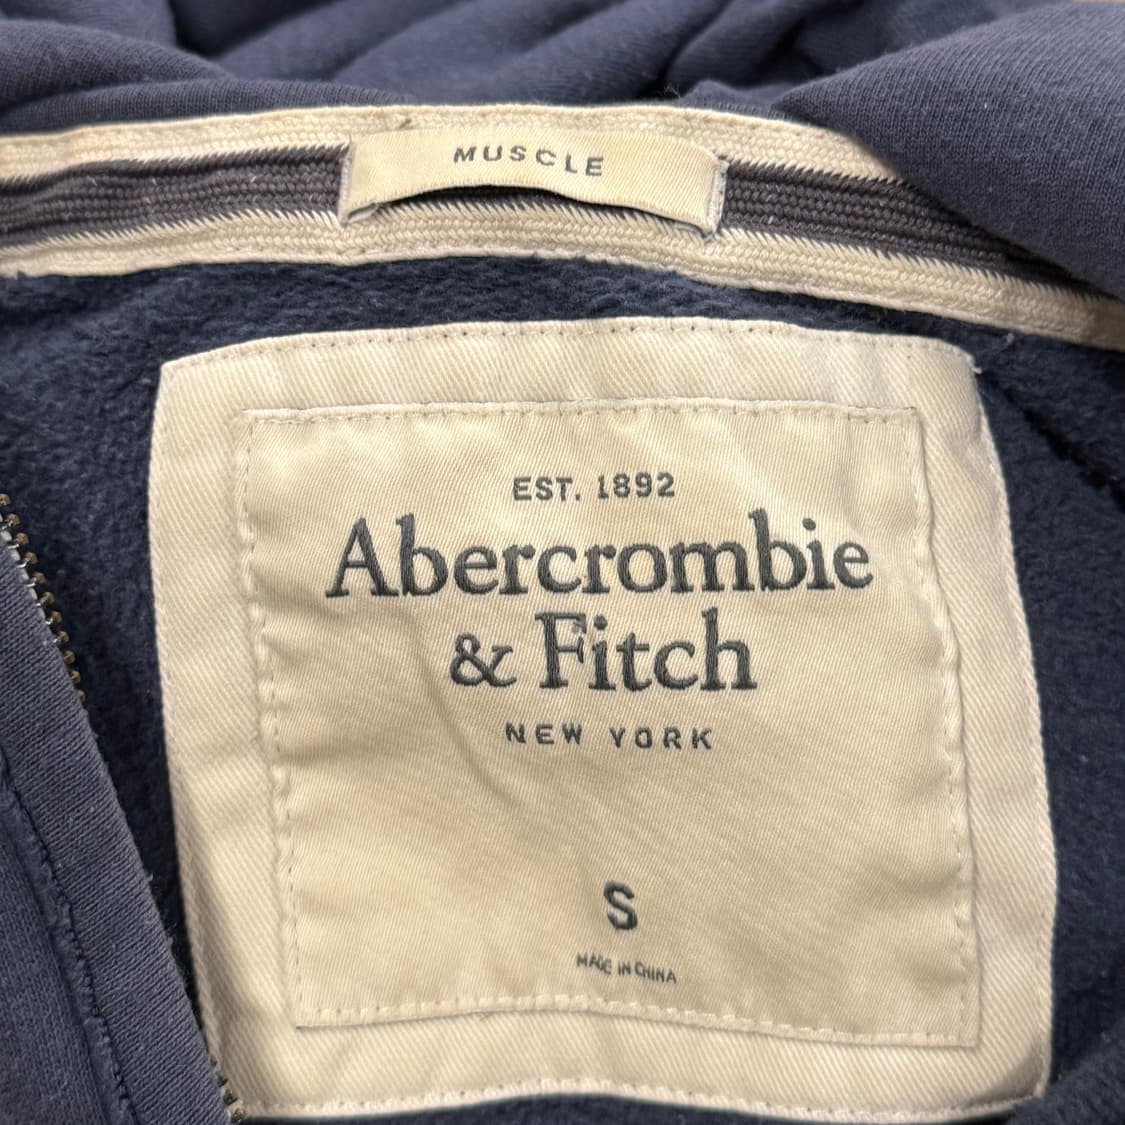 MUSCLE
EST. 1892
Abercrombie
& Fitch
NEW YORK
S
MADE IN CHINA